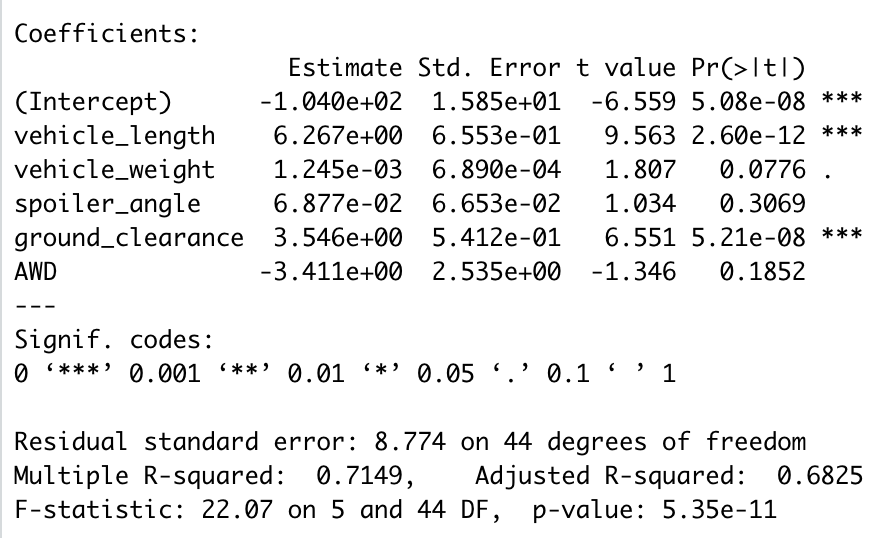 Coefficients:
Estimate Std. Error t value Pr(>|t|)
(Intercept) -1.040e+02 1.585e+01 -6.559 5.08e-08 ***
vehicle_length 6.267e+00 6.553e-01 9.563 2.60e-12 ***
vehicle_weight 1.245e-03 6.890e-04 1.807 0.0776 .
spoiler_angle 6.877e-02 6.653e-02 1.034 0.3069
ground_clearance 3.546e+00 5.412e-01 6.551 5.21e-08 ***
AWD -3.411e+00 2.535e+00 -1.346 0.1852
---
Signif. codes:
0 ‘***’ 0.001 ‘**’ 0.01 ‘*’ 0.05 ‘.’ 0.1 ‘ ’ 1
Residual standard error: 8.774 on 44 degrees of freedom
Multiple R-squared: 0.7149, Adjusted R-squared: 0.6825
F-statistic: 22.07 on 5 and 44 DF, p-value: 5.35e-11